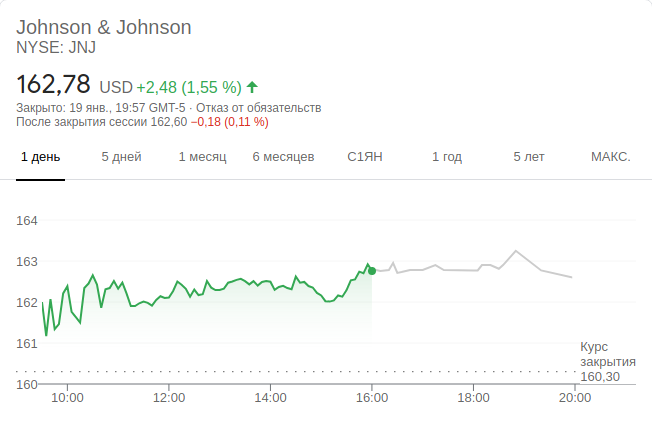 Johnson & Johnson
NYSE: JNJ
162,78 USD +2,48 (1,55 %)
Закрыто: 19 янв., 19:57 GMT-5 · Отказ от обязательств
После закрытия сессии 162,60 −0,18 (0,11 %)
1 день 5 дней 1 месяц 6 месяцев С1ЯН 1 год 5 лет МАКС.
164
163
162
161
Курс
закрытия
160,30
160
10:00 12:00 14:00 16:00 18:00 20:00